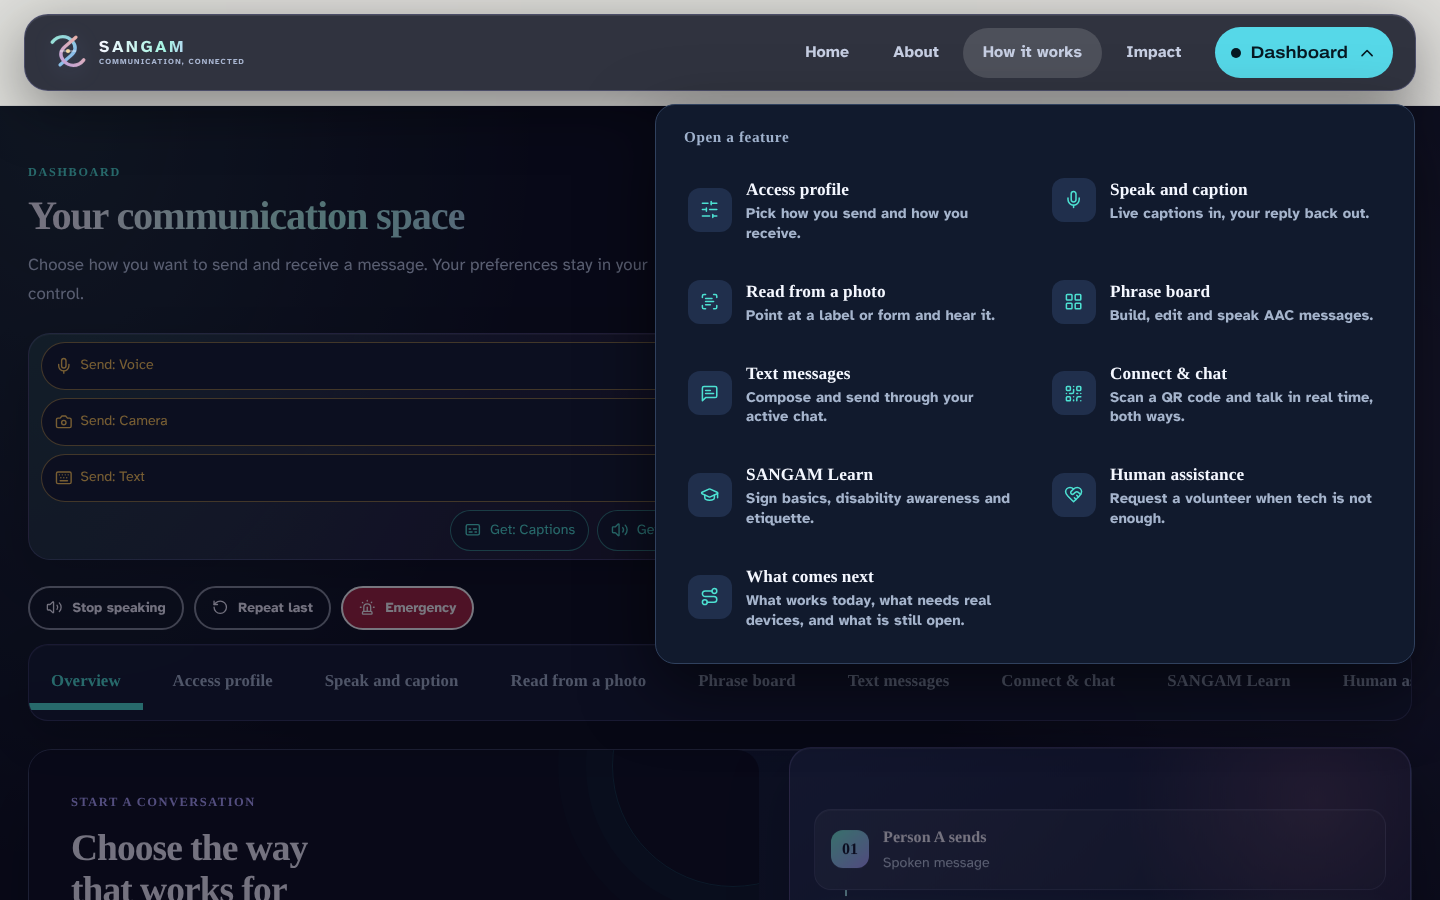 SANGAM
COMMUNICATION, CONNECTED
Home
About
How it works
Impact
Dashboard
Open a feature
Access profile
Pick how you send and how you
receive.
Speak and caption
Live captions in, your reply back out.
Read from a photo
Point at a label or form and hear it.
Phrase board
Build, edit and speak AAC messages.
Text messages
Compose and send through your
active chat.
Connect & chat
Scan a QR code and talk in real time,
both ways.
SANGAM Learn
Sign basics, disability awareness and
etiquette.
Human assistance
Request a volunteer when tech is not
enough.
What comes next
What works today, what needs real
devices, and what is still open.
DASHBOARD
Your communication space
Choose how you want to send and receive a message. Your preferences stay in your
control.
Send: Voice
Send: Camera
Send: Text
Get: Captions
Ge
Stop speaking
Repeat last
Emergency
Overview
Access profile
Speak and caption
Read from a photo
Phrase board
Text messages
Connect & chat
SANGAM Learn
Human a
START A CONVERSATION
Choose the way
that works for
01
Person A sends
Spoken message